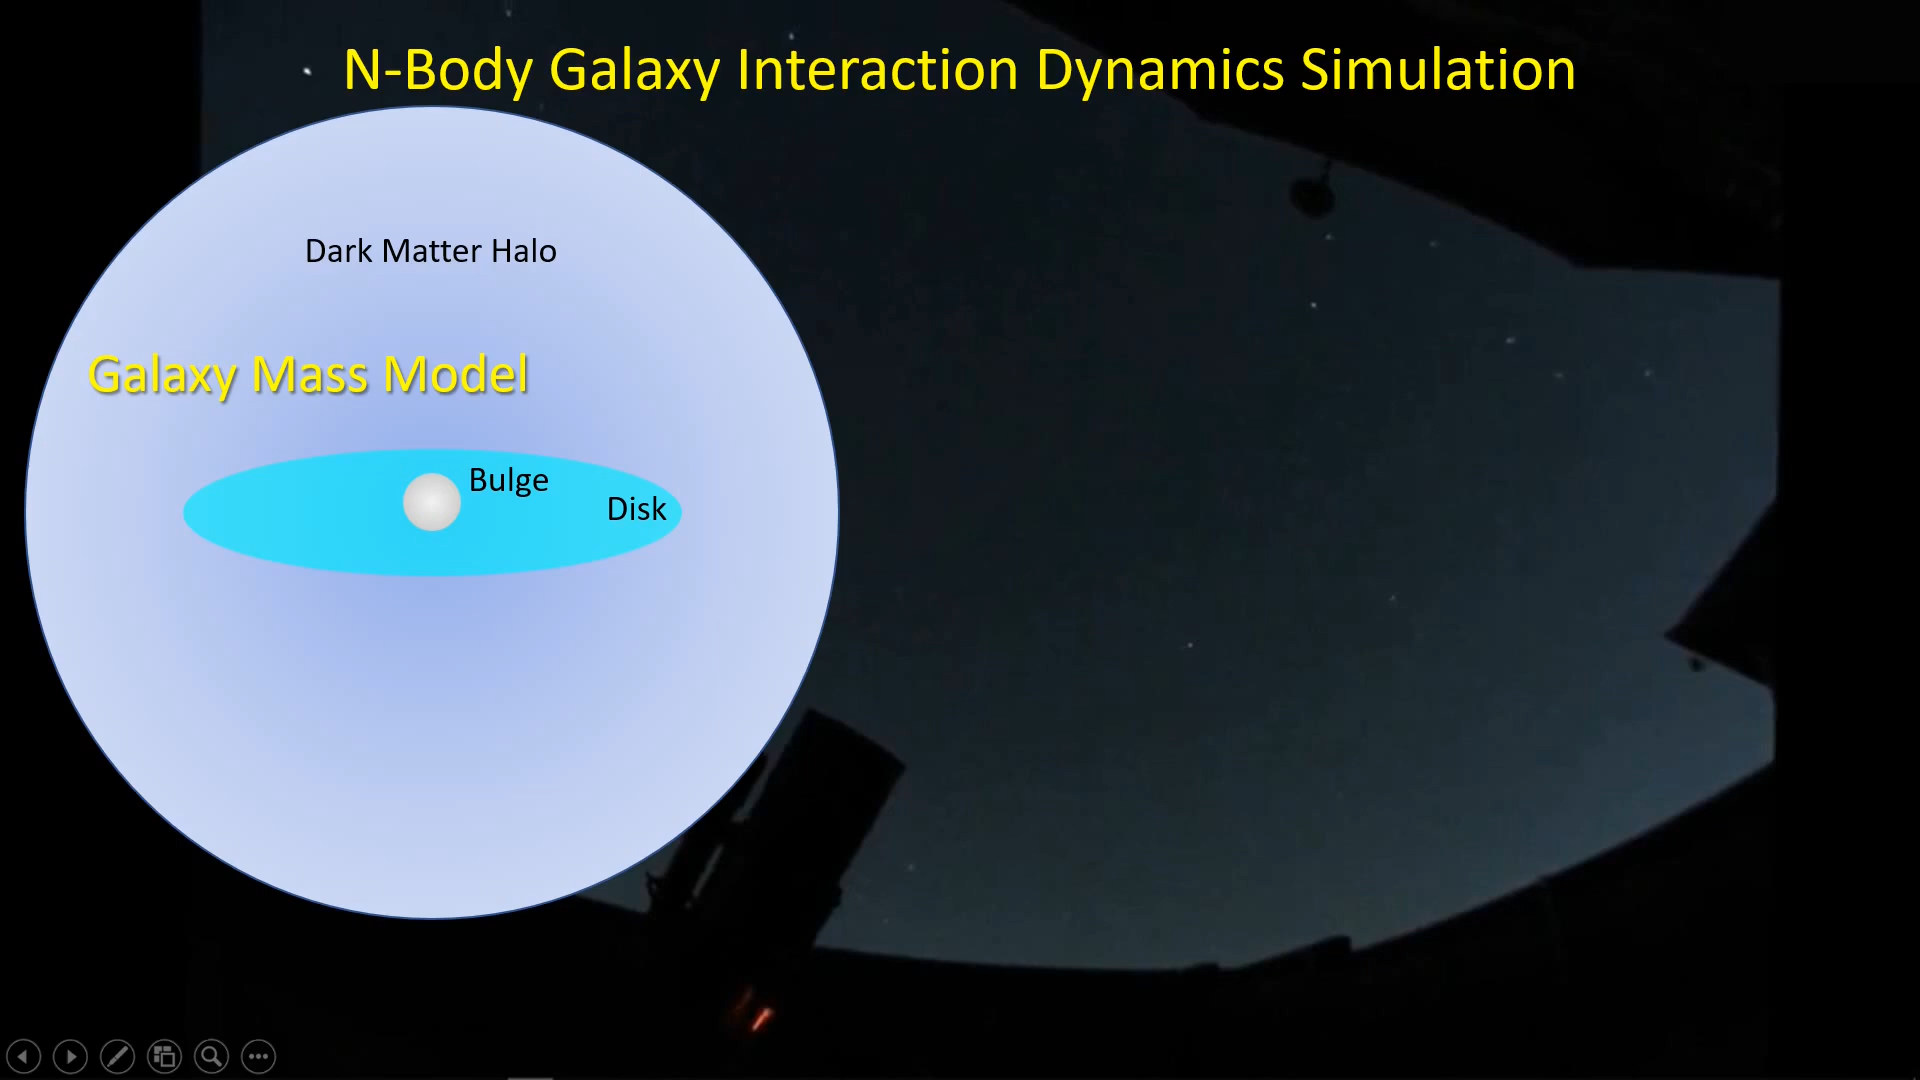 N-Body Galaxy Interaction Dynamics Simulation
Dark Matter Halo
Galaxy Mass Model
Bulge
Disk